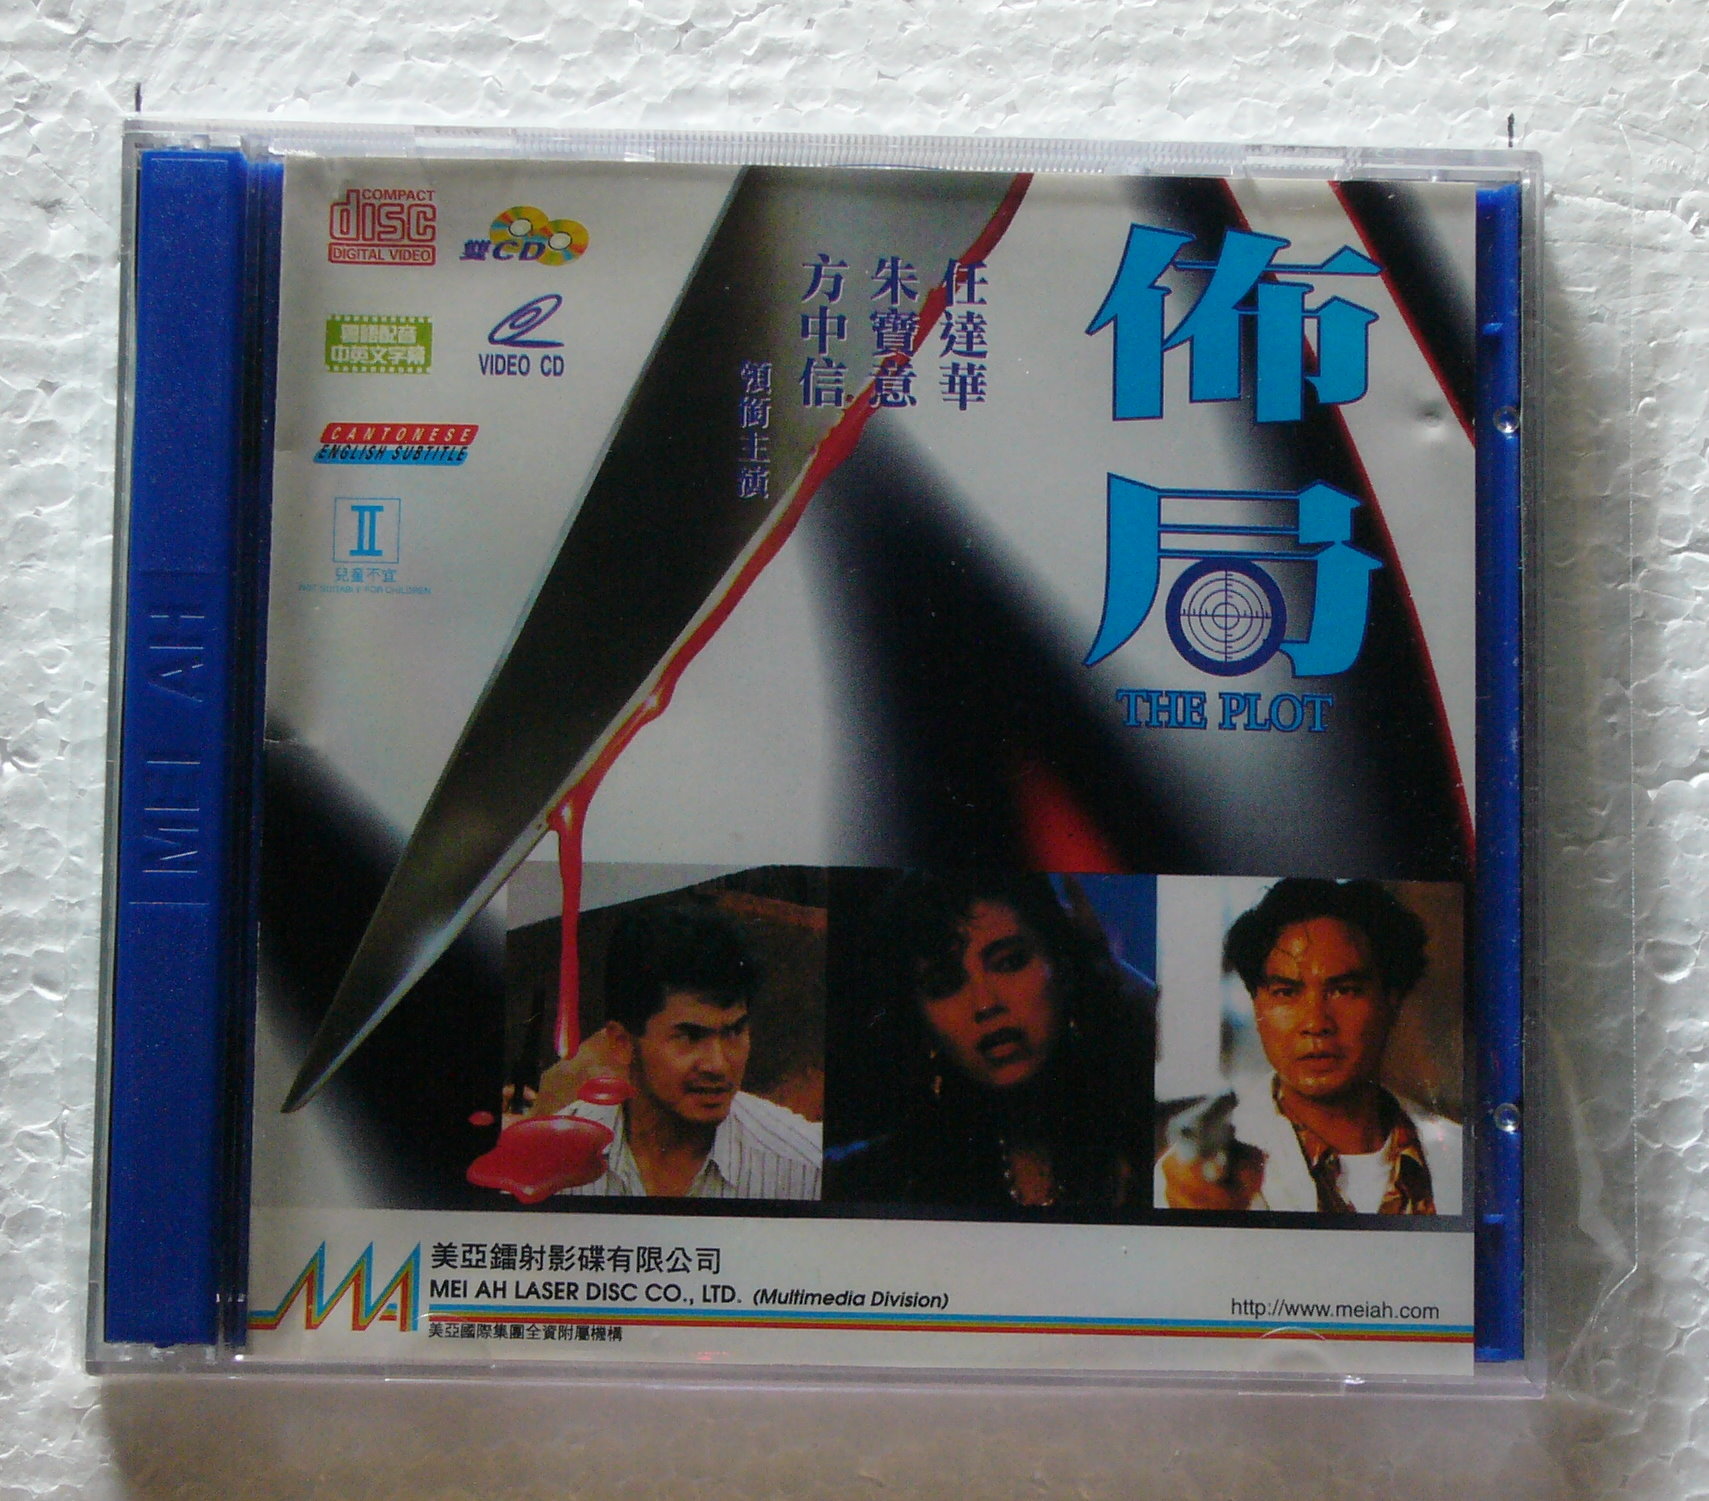 COMPACT
disc
DIGITAL VIDEO
雙CD
粵語配音
中英文字幕
VIDEO CD
CANTONESE
ENGLISH SUBTITLE
II
兒童不宜
NOT SUITABLE FOR CHILDREN
任達華
朱寶意
方中信
領銜主演
佈局
THE PLOT
MEI AH
美亞鐳射影碟有限公司
MEI AH LASER DISC CO., LTD. (Multimedia Division)
美亞國際集團全資附屬機構
http://www.meiah.com